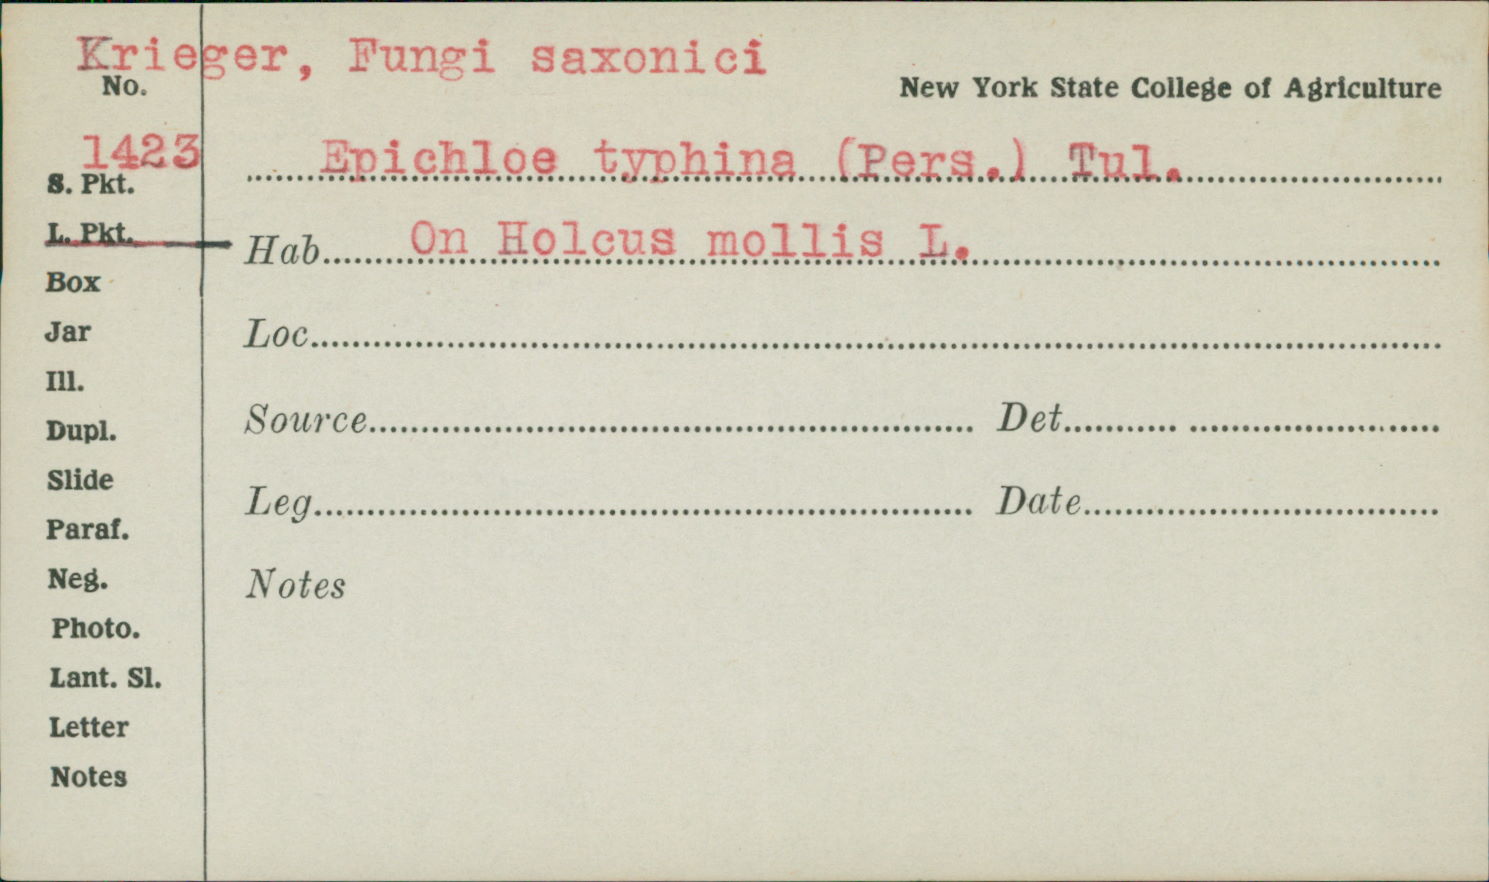 Krieger, Fungi saxonici
No.
New York State College of Agriculture
1423
Epichloe typhina (Pers.) Tul.
S. Pkt.
L. Pkt.
Hab. On Holcus mollis L.
Box
Jar
Loc.
Ill.
Dupl.
Source Det.
Slide
Leg. Date
Paraf.
Neg.
Notes
Photo.
Lant. Sl.
Letter
Notes